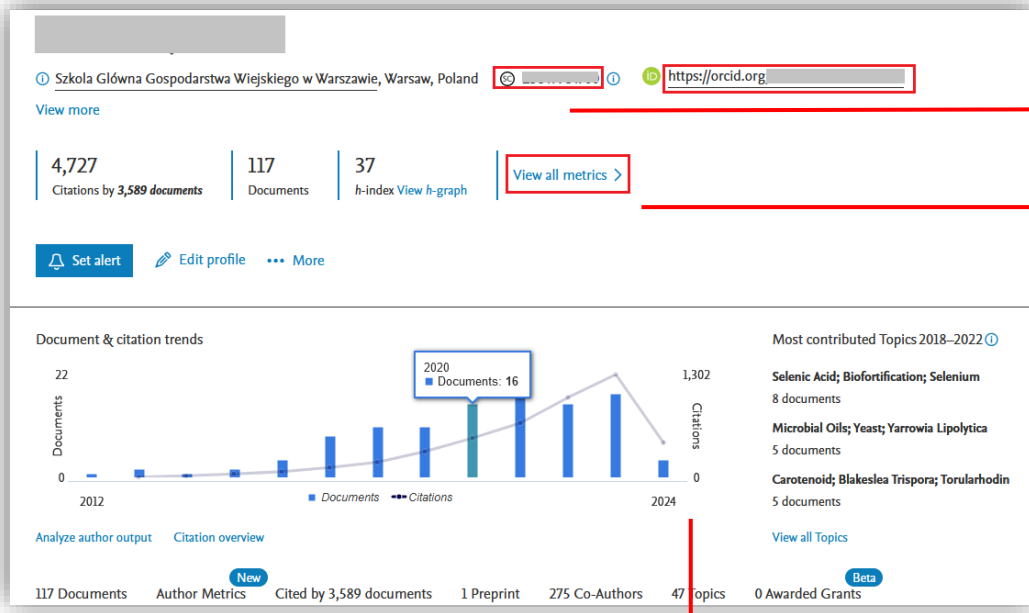 Szkola Glówna Gospodarstwa Wiejskiego w Warszawie, Warsaw, Poland SC https://orcid.org
View more
4,727 117 37 View all metrics >
Citations by 3,589 documents Documents h-index View h-graph
Set alert Edit profile ••• More
Document & citation trends Most contributed Topics 2018–2022
2020
Documents: 16
22 1,302 Selenic Acid; Biofortification; Selenium
8 documents
Documents Citations Microbial Oils; Yeast; Yarrowia Lipolytica
5 documents
0 0 Carotenoid; Blakeslea Trispora; Torularhodin
2012 Documents Citations 2024 5 documents
Analyze author output Citation overview View all Topics
New Beta
117 Documents Author Metrics Cited by 3,589 documents 1 Preprint 275 Co-Authors 47 Topics 0 Awarded Grants